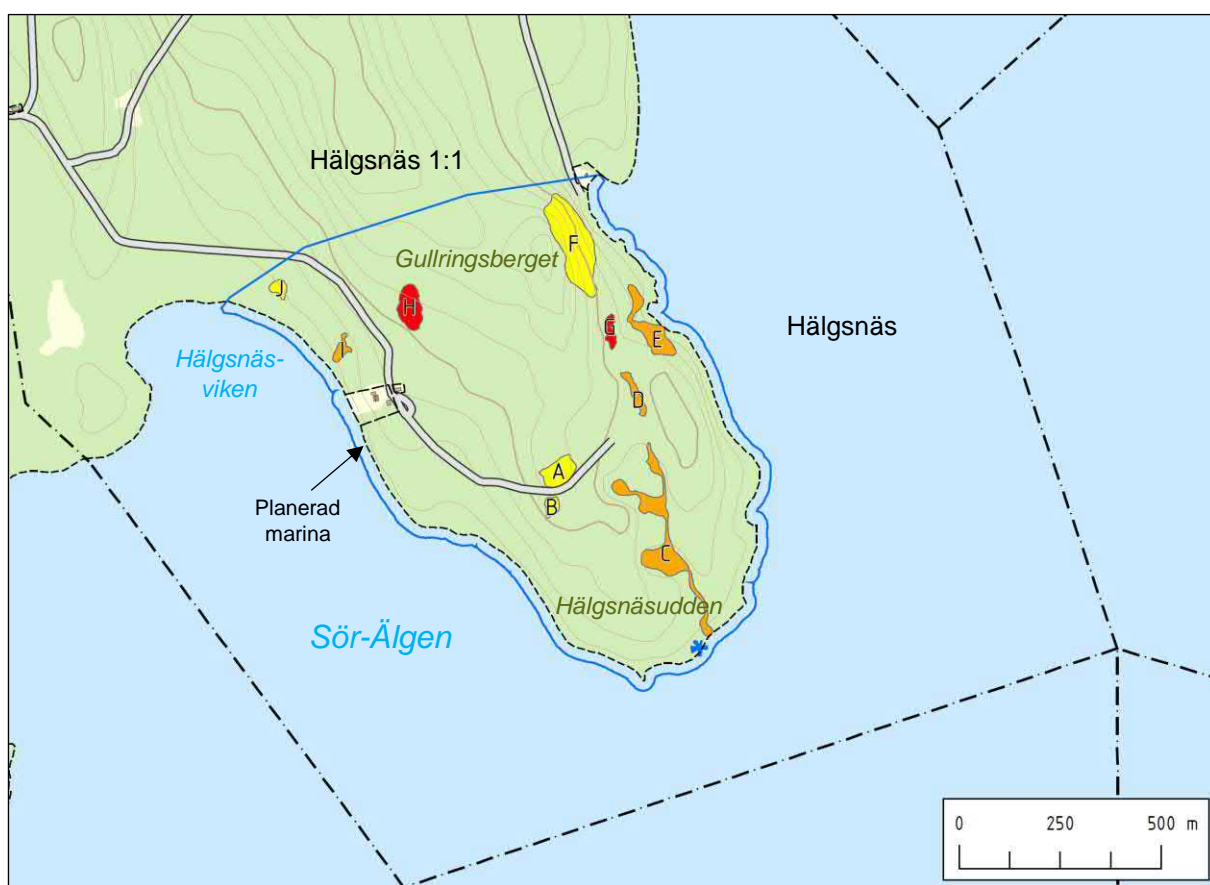 Hälgsnäs 1:1
F
Gullringsberget
J
H
G
Hälgsnäs
E
I
Hälgsnäs-
viken
D
A
B
Planerad
marina
C
Hälgsnäsudden
Sör-Älgen
0 250 500 m